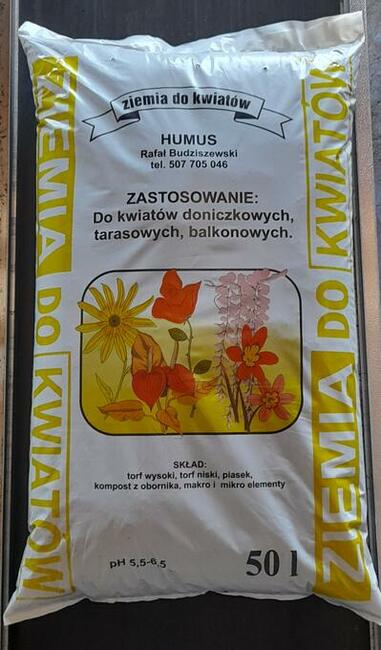 ziemia do kwiatów
HUMUS
Rafał Budziszewski
tel. 507 705 046
ZASTOSOWANIE:
Do kwiatów doniczkowych,
tarasowych, balkonowych.
SKŁAD:
torf wysoki, torf niski, piasek,
kompost z obornika, makro i mikro elementy
pH 5,5-6,5
50 l
ZIEMIA DO KWIATÓW
ZIEMIA DO KWIATÓW